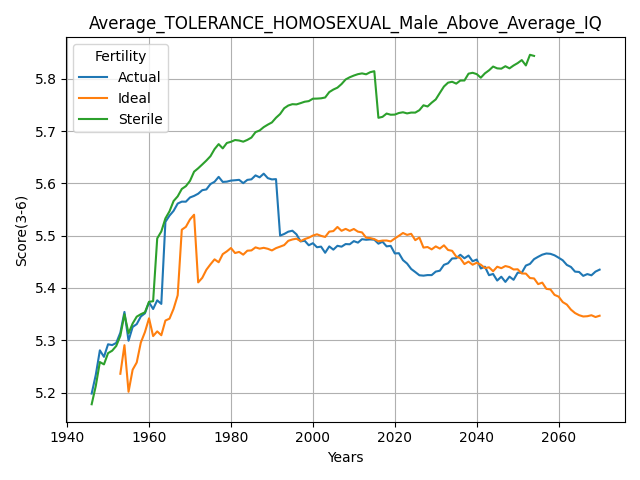 Average_TOLERANCE_HOMOSEXUAL_Male_Above_Average_IQ
Fertility
Actual
Ideal
Sterile
Score(3-6)
5.8
5.7
5.6
5.5
5.4
5.3
5.2
1940 1960 1980 2000 2020 2040 2060
Years